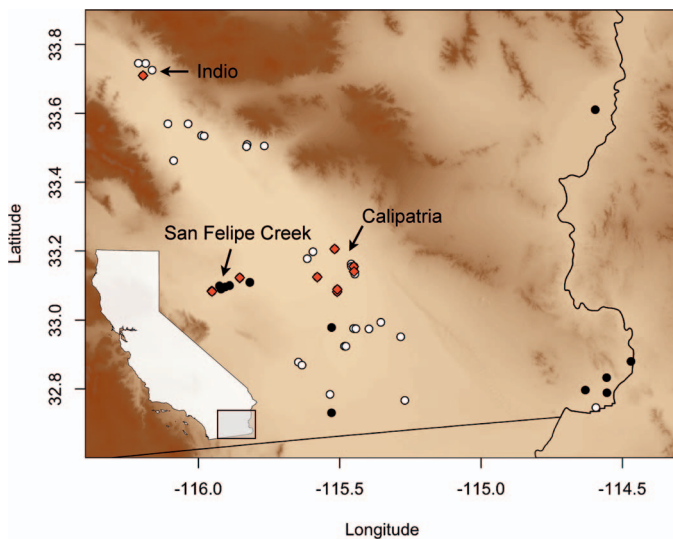 33.8
Indio
33.6
33.4
Latitude
Calipatria
San Felipe Creek
33.2
33.0
32.8
-116.0 -115.5 -115.0 -114.5
Longitude